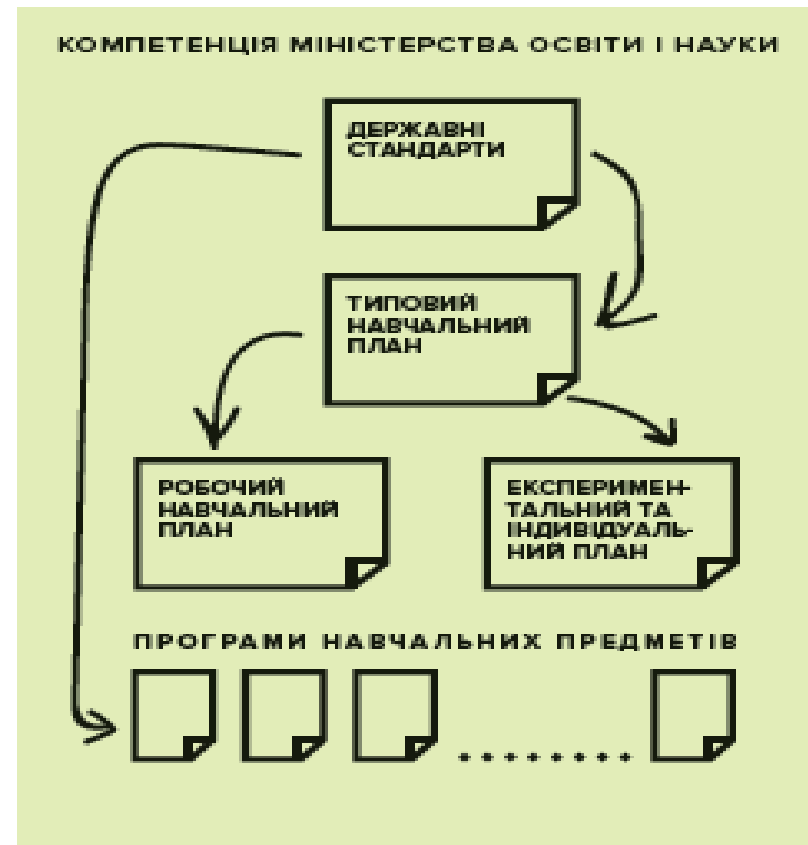 КОМПЕТЕНЦІЯ МІНІСТЕРСТВА ОСВІТИ І НАУКИ
ДЕРЖАВНІ
СТАНДАРТИ
ТИПОВИЙ
НАВЧАЛЬНИЙ
ПЛАН
РОБОЧИЙ
НАВЧАЛЬНИЙ
ПЛАН
ЕКСПЕРИМЕН-
ТАЛЬНИЙ ТА
ІНДИВІДУАЛЬ-
НИЙ ПЛАН
ПРОГРАМИ НАВЧАЛЬНИХ ПРЕДМЕТІВ